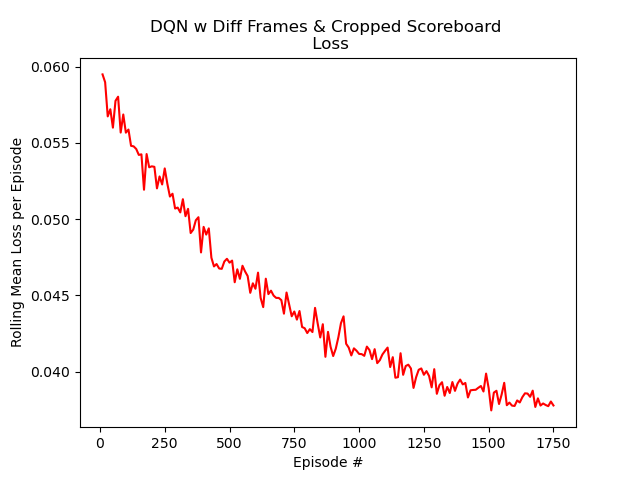 DQN w Diff Frames & Cropped Scoreboard
Loss
0.060
0.055
0.050
0.045
0.040
Rolling Mean Loss per Episode
0 250 500 750 1000 1250 1500 1750
Episode #